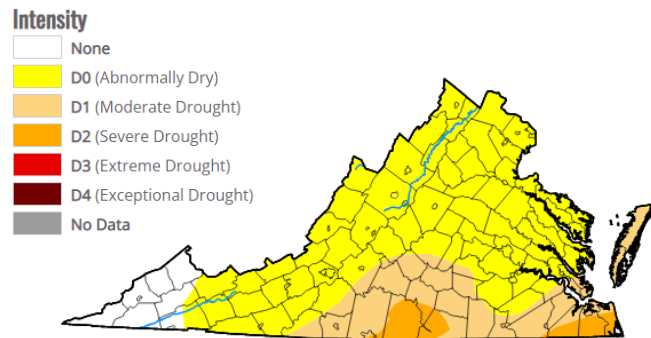 Intensity
None
D0 (Abnormally Dry)
D1 (Moderate Drought)
D2 (Severe Drought)
D3 (Extreme Drought)
D4 (Exceptional Drought)
No Data